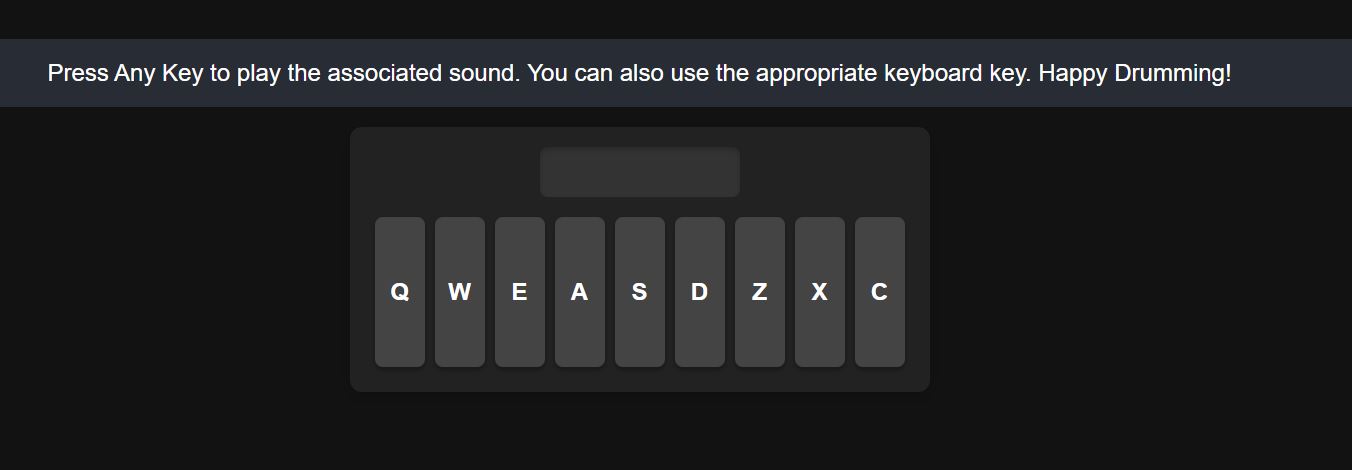 Press Any Key to play the associated sound. You can also use the appropriate keyboard key. Happy Drumming!
Q W E A S D Z X C